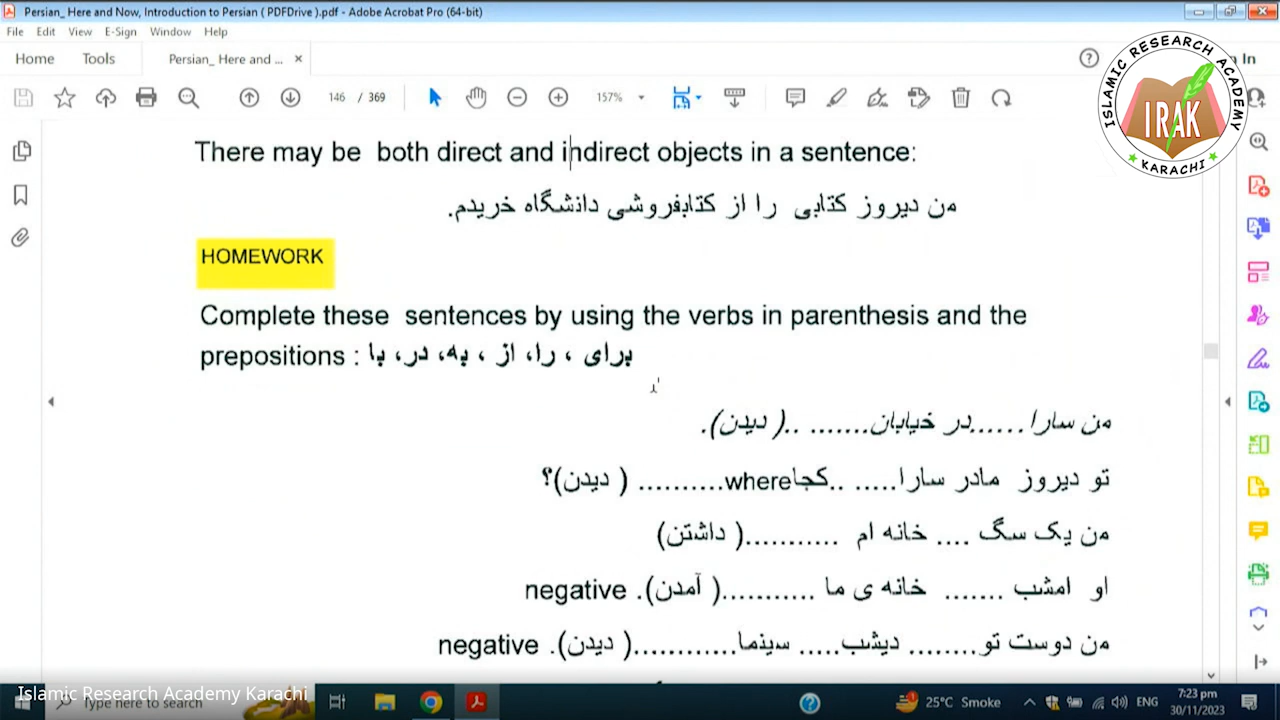 Persian_ Here and Now, Introduction to Persian ( PDFDrive ).pdf - Adobe Acrobat Pro (64-bit)
File Edit View E-Sign Window Help
Home Tools Persian_ Here and ... × In
146 / 369 157%
ISLAMIC RESEARCH ACADEMY
IRAK
KARACHI
There may be both direct and indirect objects in a sentence:
من دیروز کتابی را از کتابفروشی دانشگاه خریدم.
HOMEWORK
Complete these sentences by using the verbs in parenthesis and the
prepositions : برای ، را، از ، به، در، با
من سارا ......در خیابان....... ..( دیدن).
تو دیروز مادر سارا..... ..کجاwhere.......... ( دیدن)؟
من یک سگ .... خانه ام ...........( داشتن)
او امشب ....... خانه ی ما ...........( آمدن). negative
من دوست تو........ دیشب..... سینما............( دیدن). negative
Islamic Research Academy Karachi
Type here to search
25°C Smoke
ENG
7:23 pm
30/11/2023